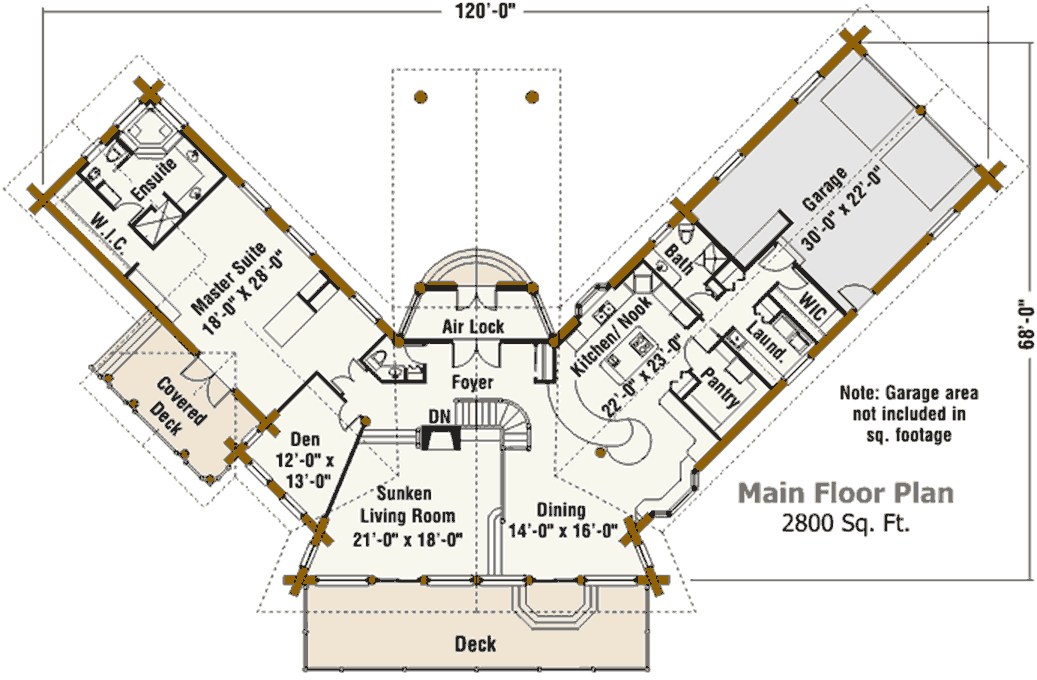 120'-0"
Ensuite
W.I.C.
Master Suite
18'-0" X 28'-0"
Covered
Deck
Den
12'-0" x
13'-0"
Air Lock
Foyer
DN
Sunken
Living Room
21'-0" x 18'-0"
Dining
14'-0" x 16'-0"
Deck
Kitchen/ Nook
22'-0" x 23'-0"
Bath
Pantry
Laund.
WIC
Garage
30'-0" x 22'-0"
68'-0"
Note: Garage area
not included in
sq. footage
Main Floor Plan
2800 Sq. Ft.